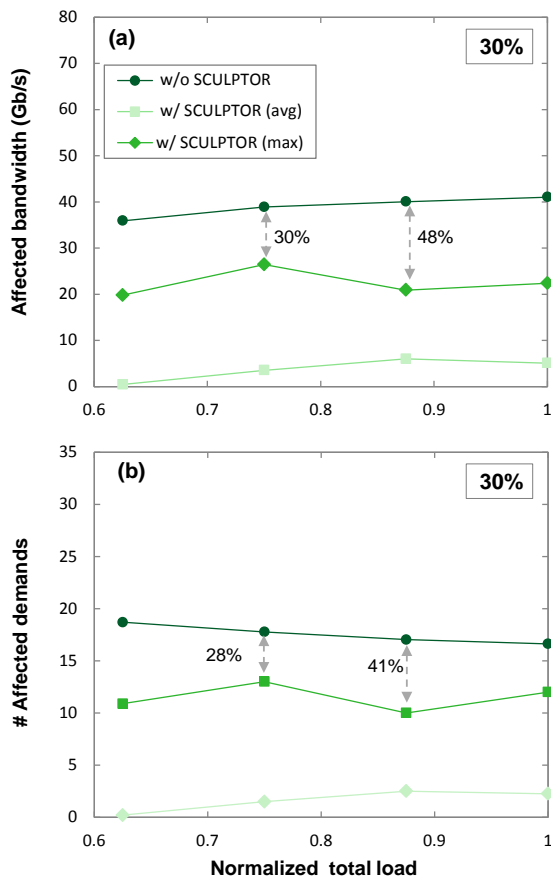 (a)
30%
80
70
60
50
40
30
20
10
0
Affected bandwidth (Gb/s)
w/o SCULPTOR
w/ SCULPTOR (avg)
w/ SCULPTOR (max)
30%
48%
0.6 0.7 0.8 0.9 1
(b)
30%
35
30
25
20
15
10
5
0
# Affected demands
28%
41%
0.6 0.7 0.8 0.9 1
Normalized total load